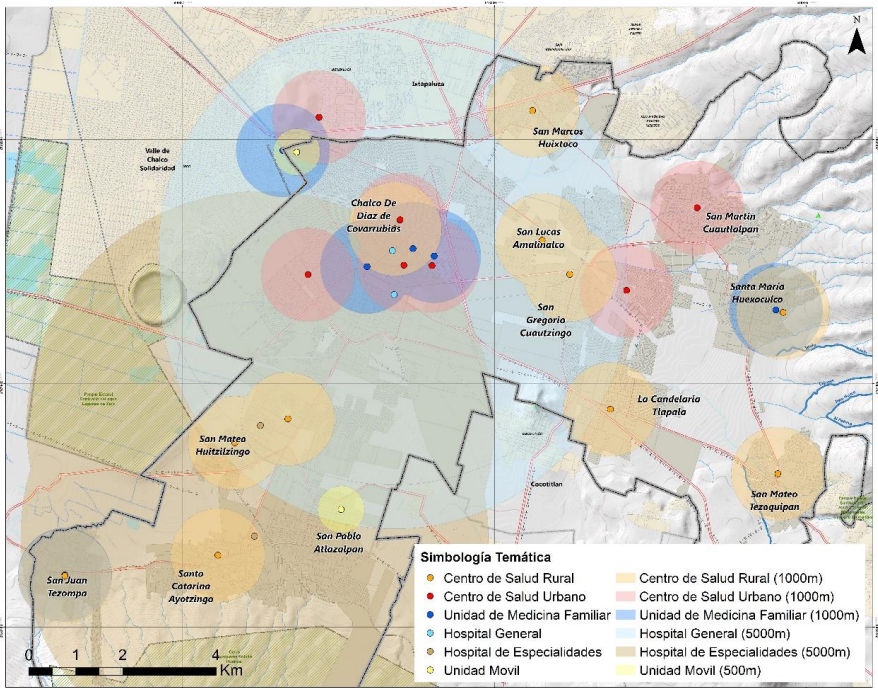 N
Ixtapaluca
San Marcos
Huixtoco
Valle de
Chalco
Solidaridad
Chalco De
Diaz de
Covarrubias
San Lucas
Amalinalco
San Martin
Cuautlalpan
Santa María
Huexoculco
San
Gregorio
Cuautzingo
La Candelaria
Tlapala
San Mateo
Huitzilzingo
Cocotitlan
San Mateo
Tezoquipan
San Pablo
Atlazalpan
San Juan
Tezompa
Santa
Catarina
Ayotzingo
Simbología Temática
Centro de Salud Rural
Centro de Salud Rural (1000m)
Centro de Salud Urbano
Centro de Salud Urbano (1000m)
Unidad de Medicina Familiar
Unidad de Medicina Familiar (1000m)
Hospital General
Hospital General (5000m)
Hospital de Especialidades
Hospital de Especialidades (5000m)
Unidad Movil
Unidad Movil (500m)
0 1 2 4
Km